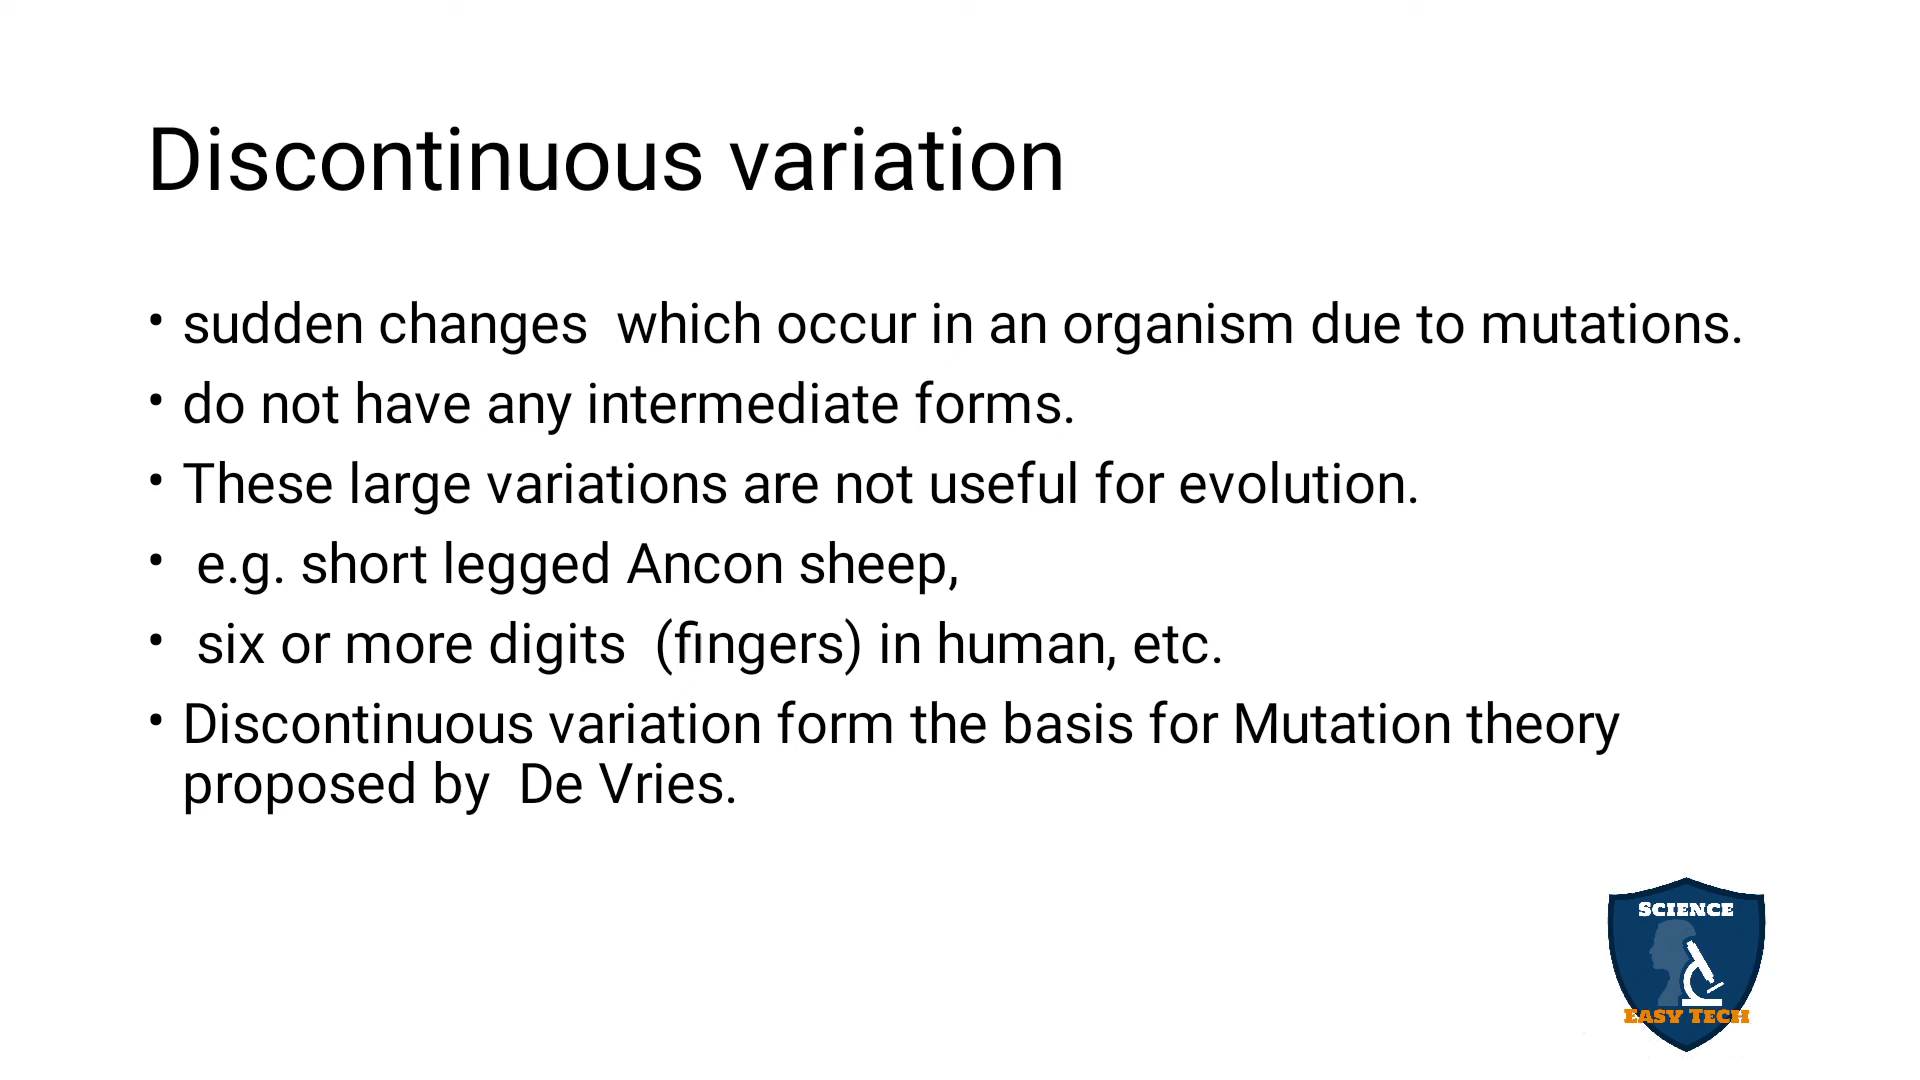 Discontinuous variation
• sudden changes  which occur in an organism due to mutations.
• do not have any intermediate forms.
• These large variations are not useful for evolution.
•  e.g. short legged Ancon sheep,
•  six or more digits  (fingers) in human, etc.
• Discontinuous variation form the basis for Mutation theory
proposed by  De Vries.
SCIENCE
EASY TECH